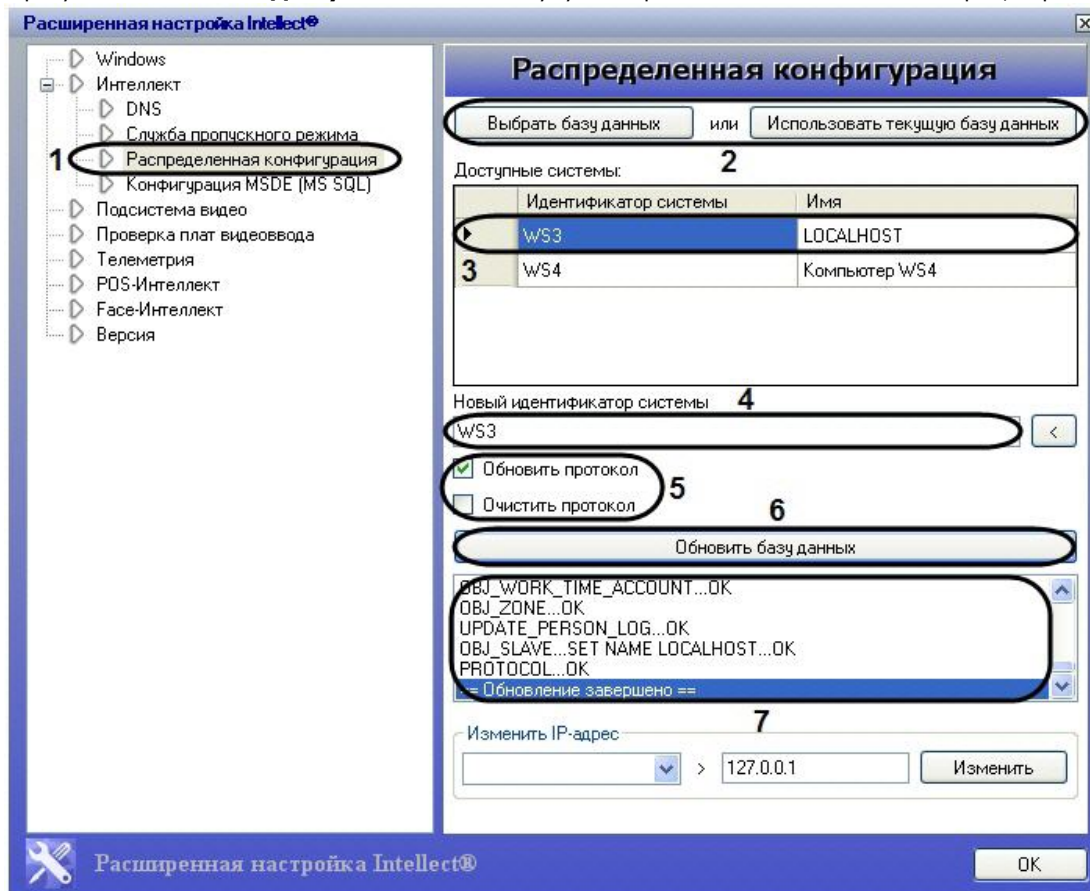 Расширенная настройка Intellect®
Windows
Интеллект
DNS
Служба пропускного режима
1
Распределенная конфигурация
Конфигурация MSDE (MS SQL)
Подсистема видео
Проверка плат видеоввода
Телеметрия
POS-Интеллект
Face-Интеллект
Версия
Распределенная конфигурация
Выбрать базу данных
или
Использовать текущую базу данных
2
Доступные системы:
Идентификатор системы
Имя
WS3
LOCALHOST
3
WS4
Компьютер WS4
Новый идентификатор системы
4
WS3
<
Обновить протокол
5
Очистить протокол
6
Обновить базу данных
OBJ_WORK_TIME_ACCOUNT...OK
OBJ_ZONE...OK
UPDATE_PERSON_LOG...OK
OBJ_SLAVE...SET NAME LOCALHOST...OK
PROTOCOL...OK
== Обновление завершено ==
7
Изменить IP-адрес
>
127.0.0.1
Изменить
Расширенная настройка Intellect®
OK